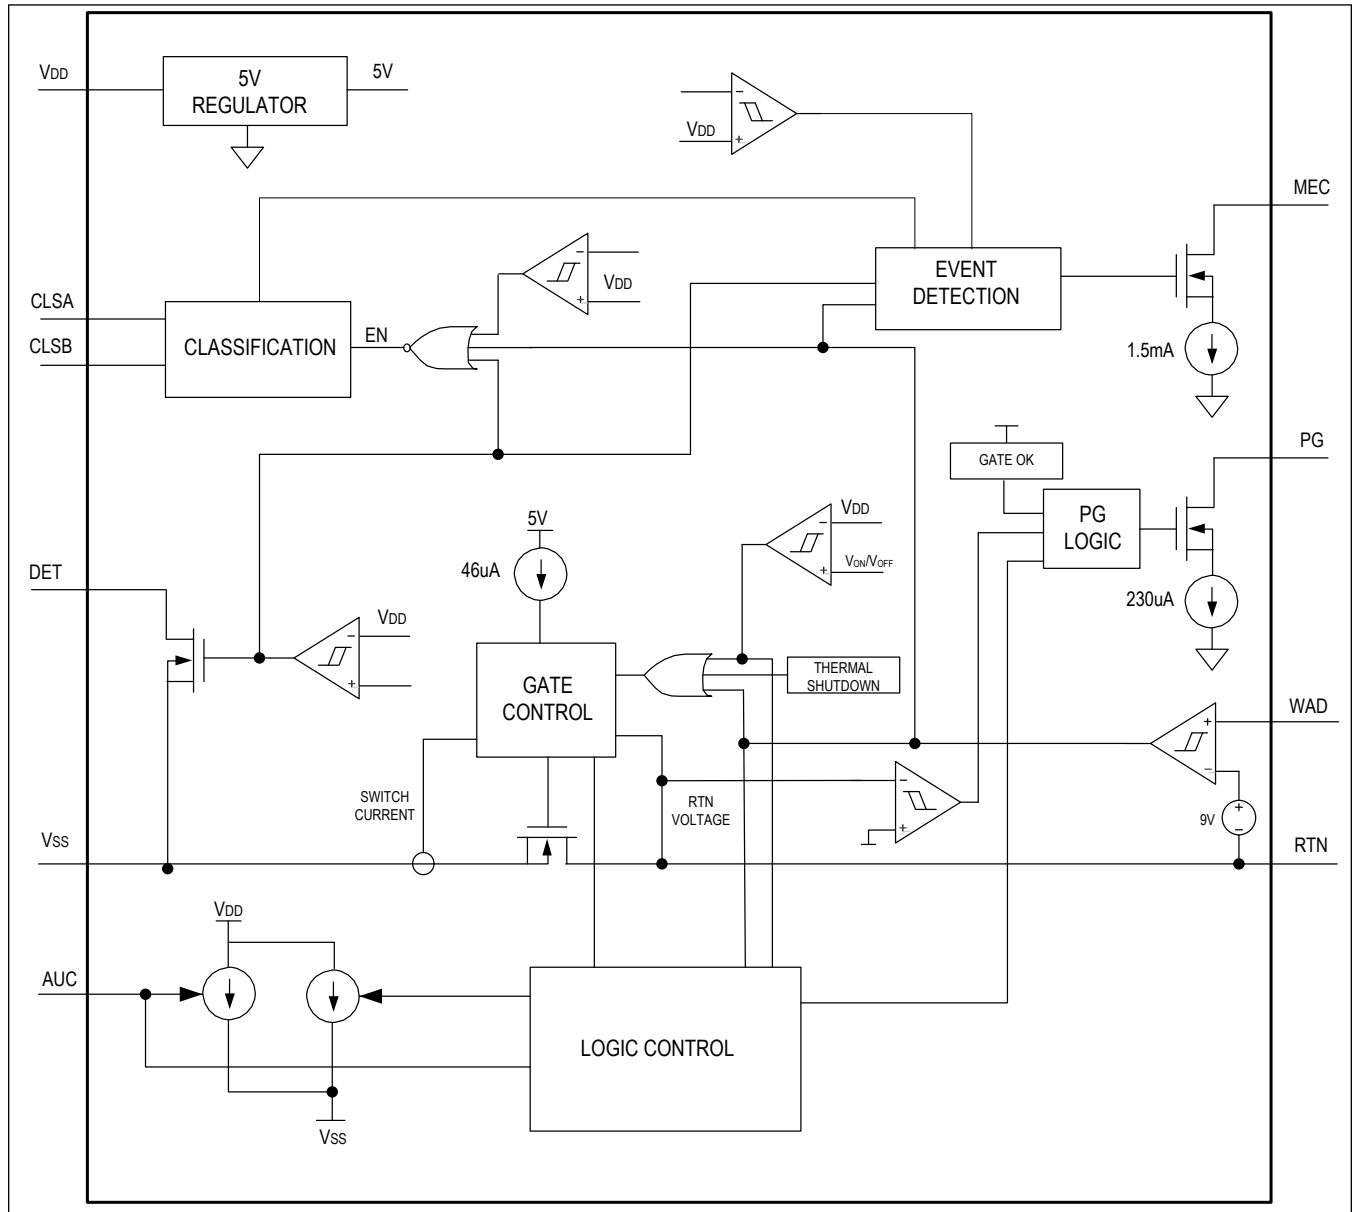 VDD
5V
REGULATOR
5V
−
VDD
+
MEC
EVENT
DETECTION
−
VDD
+
CLSA
CLSB
CLASSIFICATION
EN
1.5mA
PG
GATE OK
PG
LOGIC
5V
46uA
−
VDD
+
VON/VOFF
DET
230uA
−
VDD
+
THERMAL
SHUTDOWN
GATE
CONTROL
+
WAD
−
SWITCH
CURRENT
RTN
VOLTAGE
−
+
9V
+
−
VSS
RTN
VDD
AUC
LOGIC CONTROL
VSS